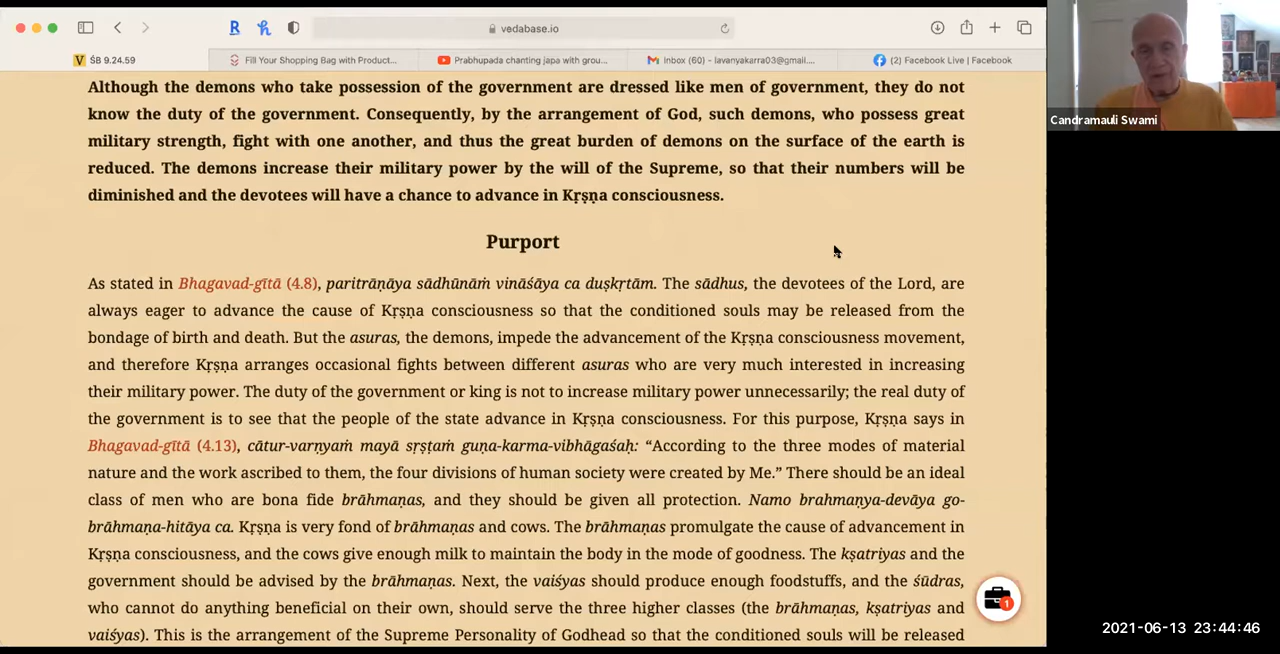 vedabase.io
ŚB 9.24.59
Fill Your Shopping Bag with Product...
Prabhupada chanting japa with grou...
Inbox (60) - lavanyakarra03@gmail....
(2) Facebook Live | Facebook
Candramauli Swami
Although the demons who take possession of the government are dressed like men of government, they do not
know the duty of the government. Consequently, by the arrangement of God, such demons, who possess great
military strength, fight with one another, and thus the great burden of demons on the surface of the earth is
reduced. The demons increase their military power by the will of the Supreme, so that their numbers will be
diminished and the devotees will have a chance to advance in Kṛṣṇa consciousness.
Purport
As stated in Bhagavad-gītā (4.8), paritrāṇāya sādhūnāṁ vināśāya ca duṣkṛtām. The sādhus, the devotees of the Lord, are
always eager to advance the cause of Kṛṣṇa consciousness so that the conditioned souls may be released from the
bondage of birth and death. But the asuras, the demons, impede the advancement of the Kṛṣṇa consciousness movement,
and therefore Kṛṣṇa arranges occasional fights between different asuras who are very much interested in increasing
their military power. The duty of the government or king is not to increase military power unnecessarily; the real duty of
the government is to see that the people of the state advance in Kṛṣṇa consciousness. For this purpose, Kṛṣṇa says in
Bhagavad-gītā (4.13), cātur-varṇyaṁ mayā sṛṣṭaṁ guṇa-karma-vibhāgaśaḥ: “According to the three modes of material
nature and the work ascribed to them, the four divisions of human society were created by Me.” There should be an ideal
class of men who are bona fide brāhmaṇas, and they should be given all protection. Namo brahmaṇya-devāya go-
brāhmaṇa-hitāya ca. Kṛṣṇa is very fond of brāhmaṇas and cows. The brāhmaṇas promulgate the cause of advancement in
Kṛṣṇa consciousness, and the cows give enough milk to maintain the body in the mode of goodness. The kṣatriyas and the
government should be advised by the brāhmaṇas. Next, the vaiśyas should produce enough foodstuffs, and the śūdras,
who cannot do anything beneficial on their own, should serve the three higher classes (the brāhmaṇas, kṣatriyas and
vaiśyas). This is the arrangement of the Supreme Personality of Godhead so that the conditioned souls will be released
1
2021-06-13 23:44:46